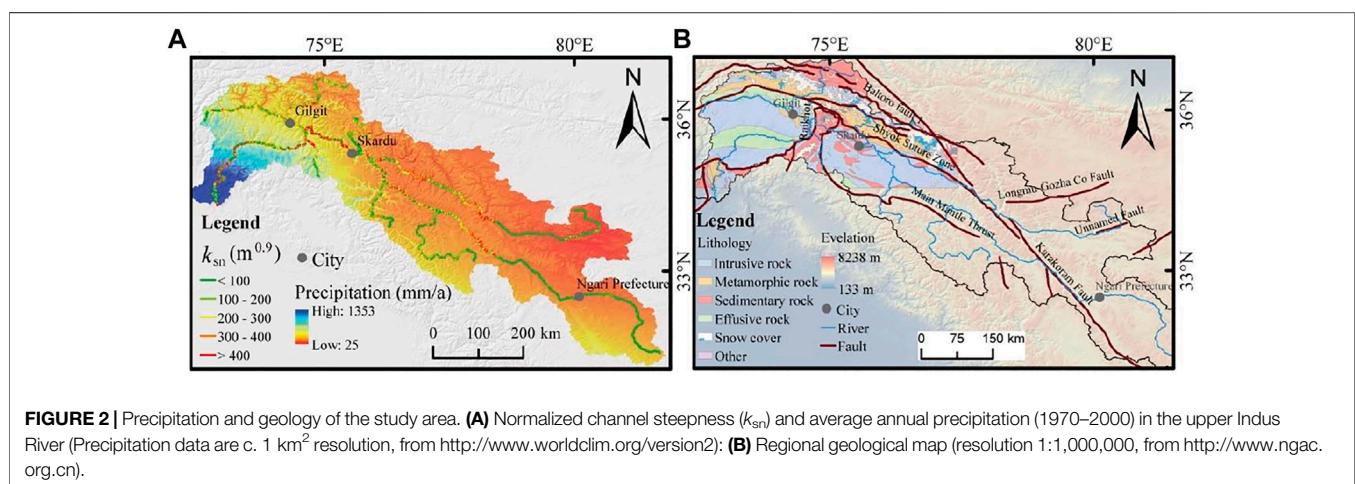 A
75°E
80°E
N
Gilgit
Skardu
Ngari Prefecture
36°N
33°N
Legend
ksn (m0.9)
< 100
100 - 200
200 - 300
300 - 400
> 400
City
Precipitation (mm/a)
High: 1353
Low: 25
0 100 200 km
B
75°E
80°E
N
36°N
33°N
Gilgit
Raikhot
Baltoro fault
Shyok Suture Zone
Longmu-Gozha Co Fault
Unnamed Fault
Main Mantle Thrust
Karakoram Fault
Ngari Prefecture
Legend
Lithology
Intrusive rock
Metamorphic rock
Sedimentary rock
Effusive rock
Snow cover
Other
Evelation
8238 m
133 m
City
River
Fault
0 75 150 km
FIGURE 2 | Precipitation and geology of the study area. (A) Normalized channel steepness (ksn) and average annual precipitation (1970–2000) in the upper Indus
River (Precipitation data are c. 1 km2 resolution, from http://www.worldclim.org/version2): (B) Regional geological map (resolution 1:1,000,000, from http://www.ngac.
org.cn).